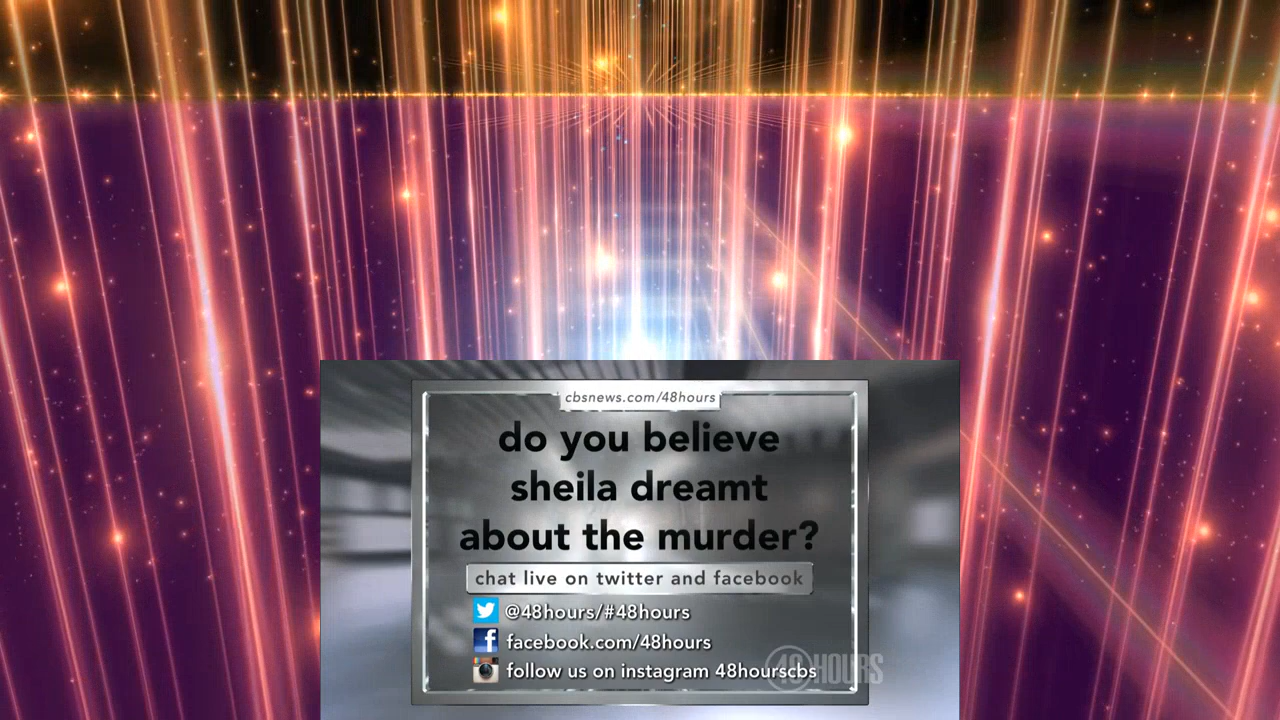 cbsnews.com/48hours
do you believe
sheila dreamt
about the murder?
chat live on twitter and facebook
@48hours/#48hours
facebook.com/48hours
follow us on instagram 48hourscbs
48 HOURS